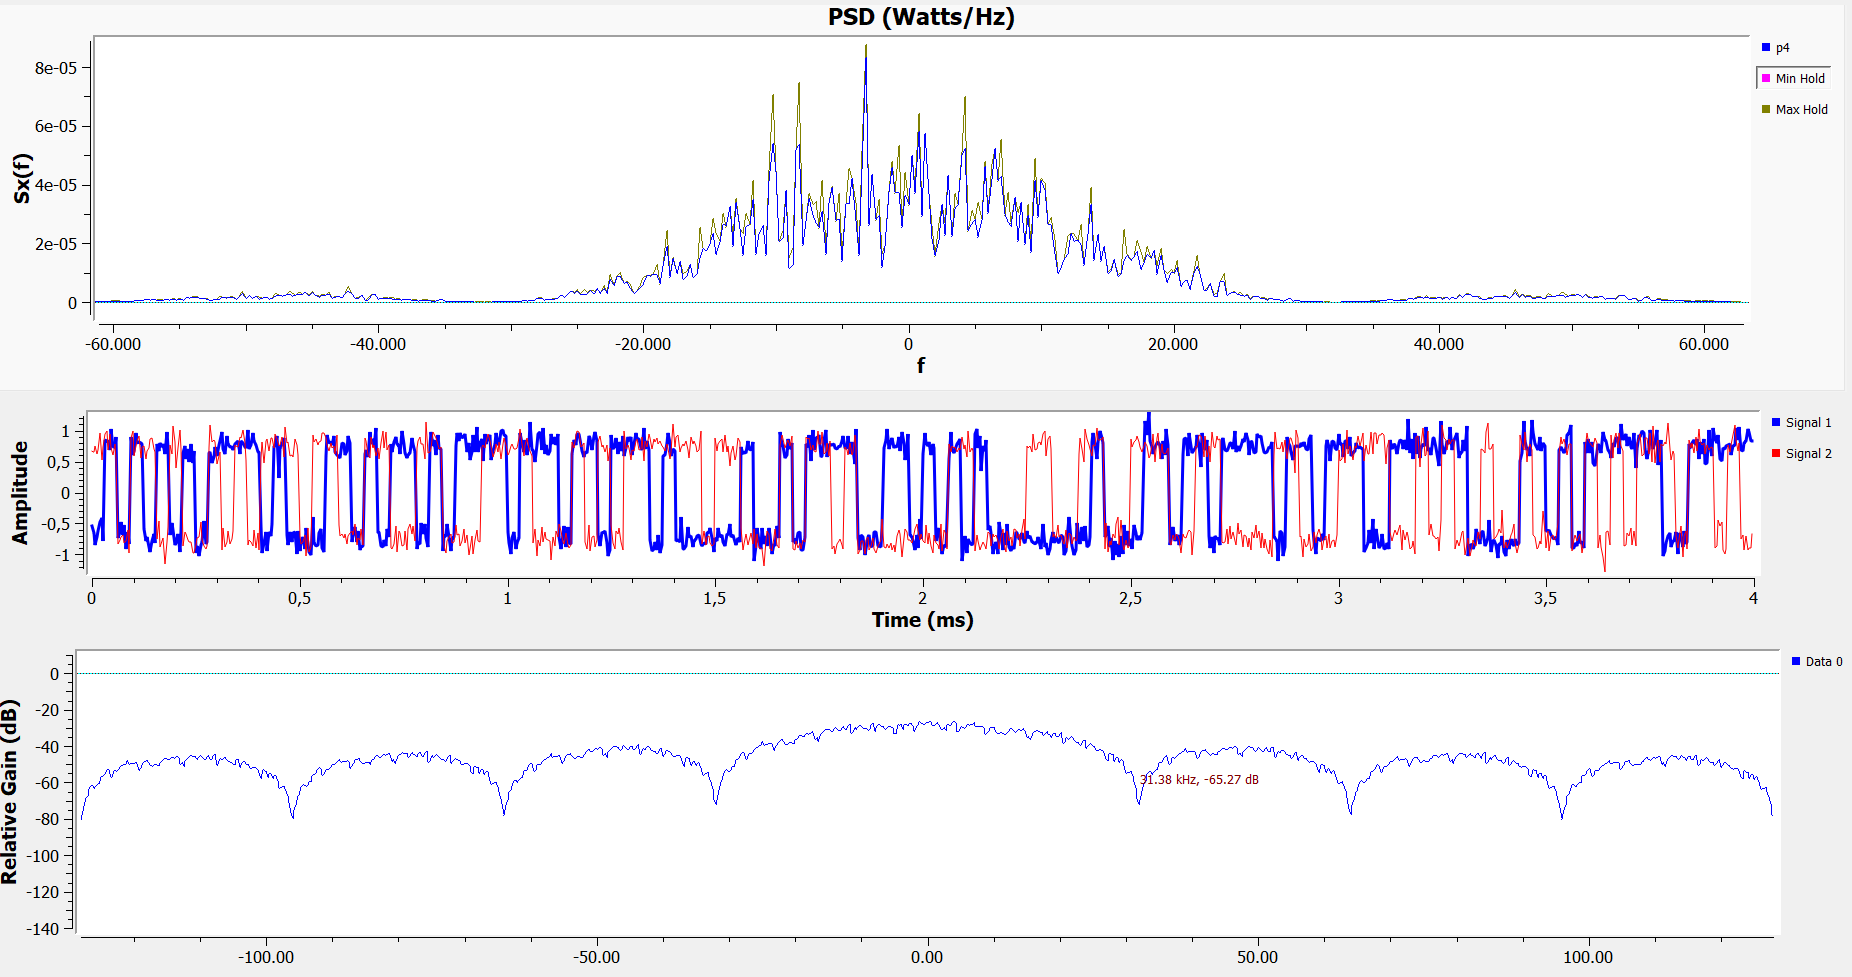 PSD (Watts/Hz)
8e-05
6e-05
4e-05
2e-05
0
Sx(f)
-60.000 -40.000 -20.000 0 20.000 40.000 60.000
f
p4
Min Hold
Max Hold
1
0,5
0
-0,5
-1
Amplitude
0 0,5 1 1,5 2 2,5 3 3,5 4
Time (ms)
Signal 1
Signal 2
0
-20
-40
-60
-80
-100
-120
-140
Relative Gain (dB)
31.38 kHz, -65.27 dB
-100.00 -50.00 0.00 50.00 100.00
Data 0